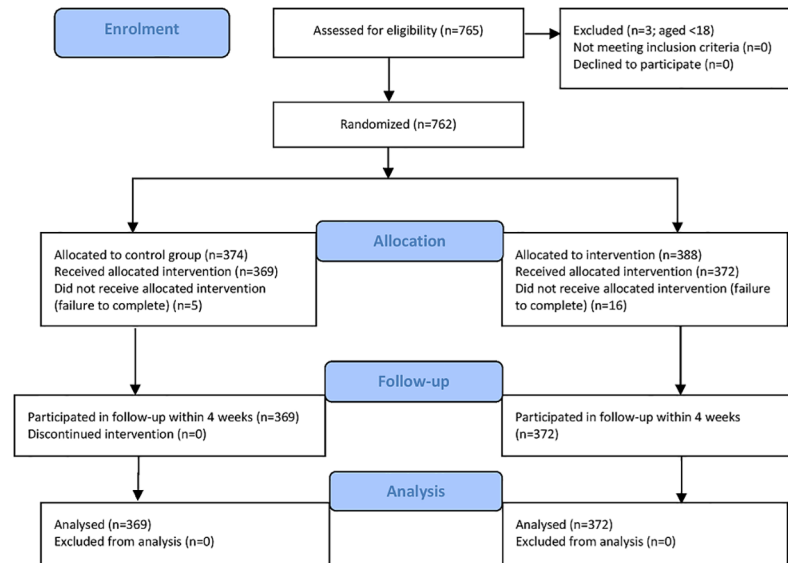 Enrolment
Assessed for eligibility (n=765)
Excluded (n=3; aged <18)
Not meeting inclusion criteria (n=0)
Declined to participate (n=0)
Randomized (n=762)
Allocation
Allocated to control group (n=374)
Received allocated intervention (n=369)
Did not receive allocated intervention
(failure to complete) (n=5)
Allocated to intervention (n=388)
Received allocated intervention (n=372)
Did not receive allocated intervention (failure
to complete) (n=16)
Follow-up
Participated in follow-up within 4 weeks (n=369)
Discontinued intervention (n=0)
Participated in follow-up within 4 weeks
(n=372)
Analysis
Analysed (n=369)
Excluded from analysis (n=0)
Analysed (n=372)
Excluded from analysis (n=0)